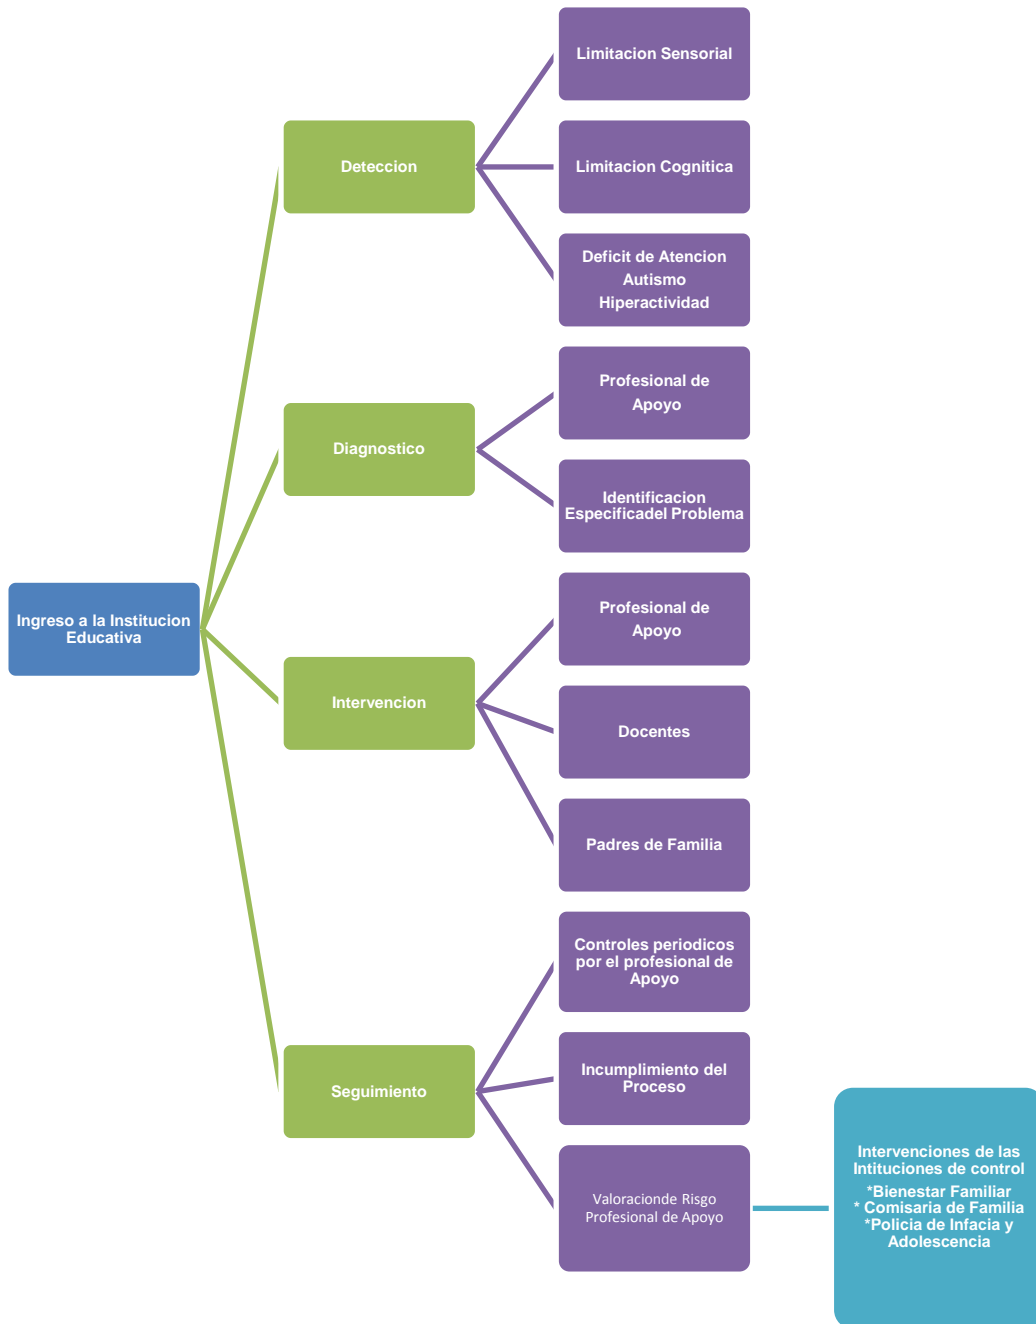 Limitacion Sensorial
Deteccion
Limitacion Cognitica
Deficit de Atencion
Autismo
Hiperactividad
Profesional de
Apoyo
Diagnostico
Identificacion
Especificadel Problema
Ingreso a la Institucion
Educativa
Profesional de
Apoyo
Intervencion
Docentes
Padres de Familia
Controles periodicos
por el profesional de
Apoyo
Seguimiento
Incumplimiento del
Proceso
Valoracionde Risgo
Profesional de Apoyo
Intervenciones de las
Intituciones de control
*Bienestar Familiar
* Comisaria de Familia
*Policia de Infacia y
Adolescencia